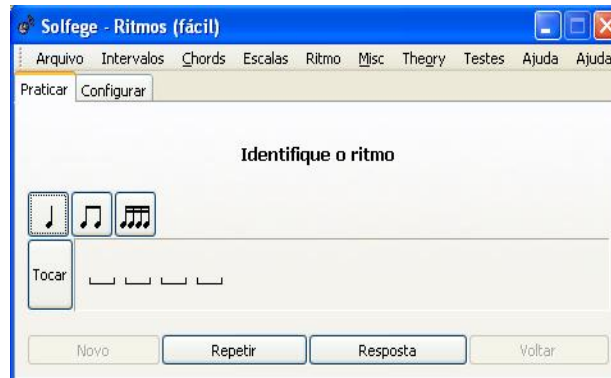 Solfege - Ritmos (fácil)
Arquivo Intervalos Chords Escalas Ritmo Misc Theory Testes Ajuda Ajuda
Praticar Configurar
Identifique o ritmo
Tocar
Novo Repetir Resposta Voltar